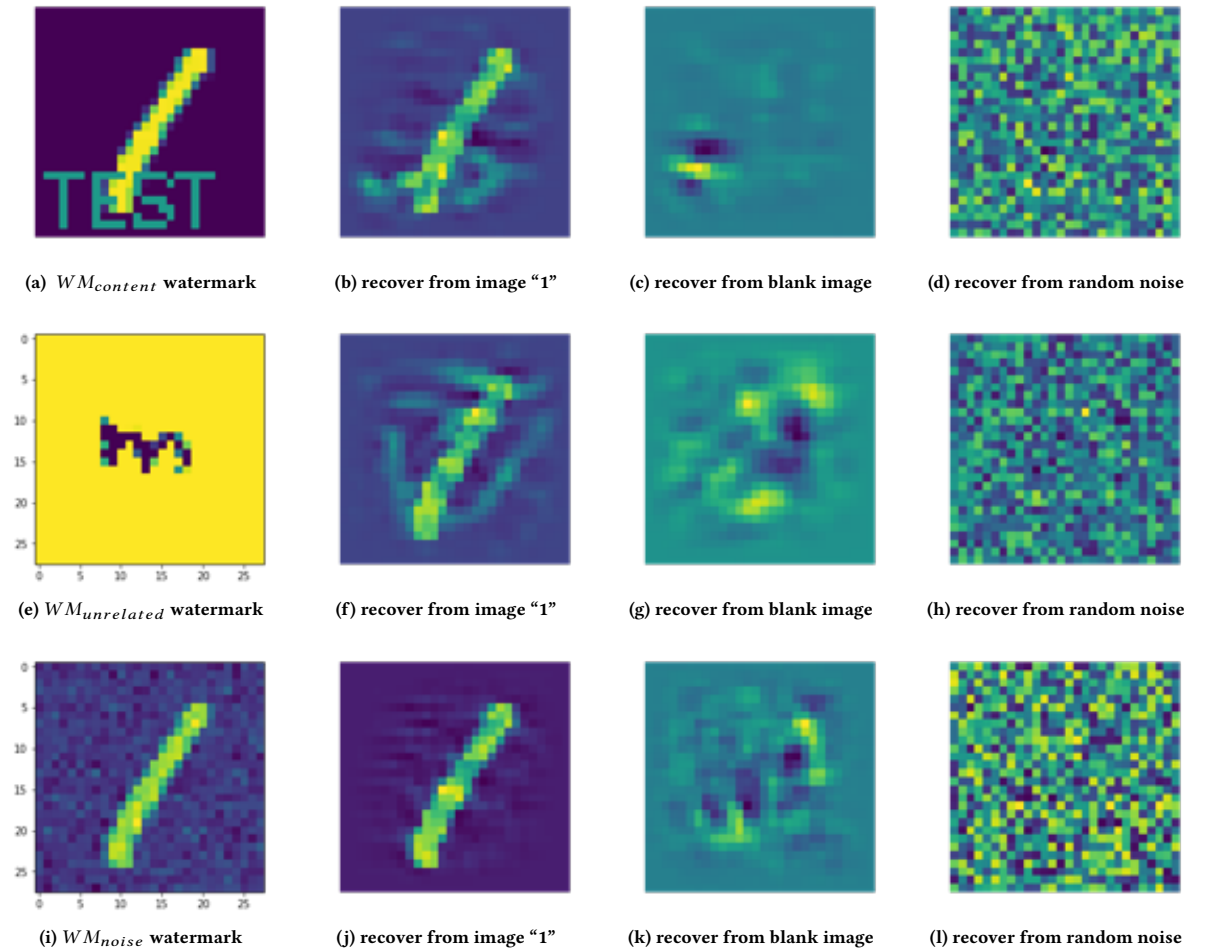 TEST
(a) WM_content watermark
(b) recover from image “1”
(c) recover from blank image
(d) recover from random noise
0
5
10
15
20
25
0 5 10 15 20 25
(e) WM_unrelated watermark
(f) recover from image “1”
(g) recover from blank image
(h) recover from random noise
0
5
10
15
20
25
0 5 10 15 20 25
(i) WM_noise watermark
(j) recover from image “1”
(k) recover from blank image
(l) recover from random noise